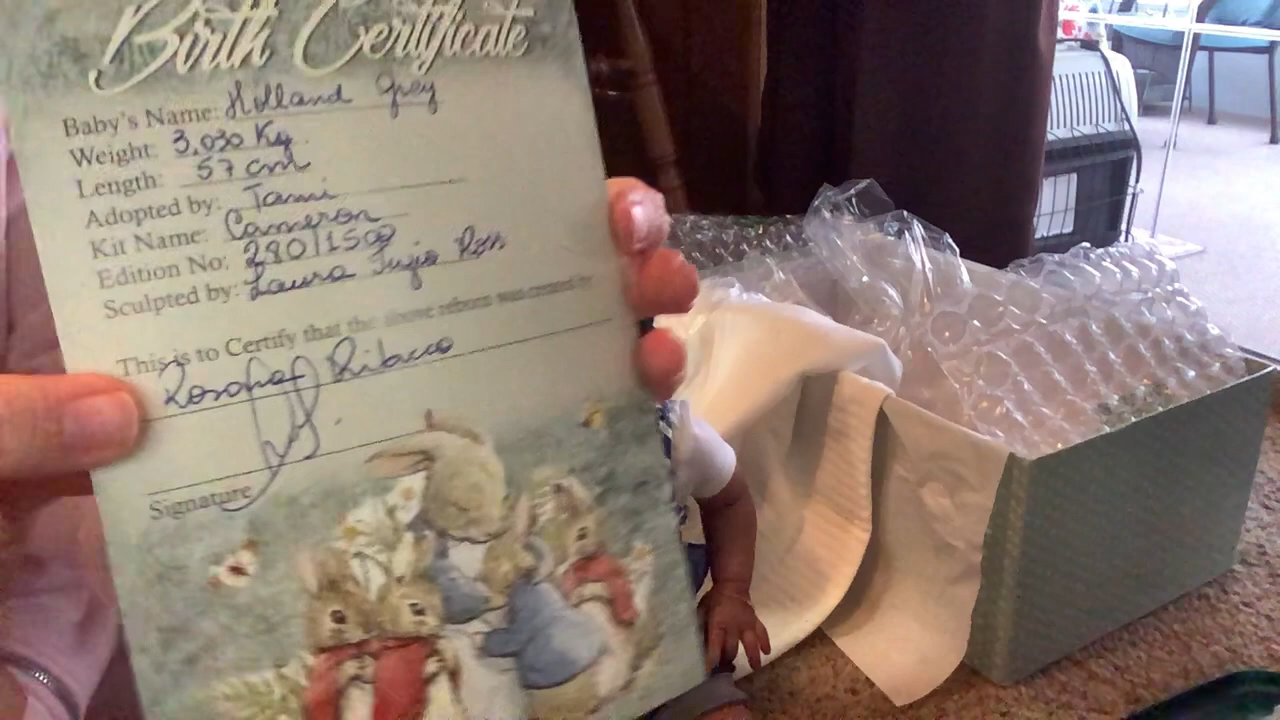 Birth Certificate
Baby's Name: Holland Grey
Weight: 3,030 Kg.
Length: 57 cm
Adopted by: Tami
Kit Name: Cameron
Edition No: 280/1500
Sculpted by: Laura Tuzio Ross
This is to Certify that the above reborn was created by
Signature